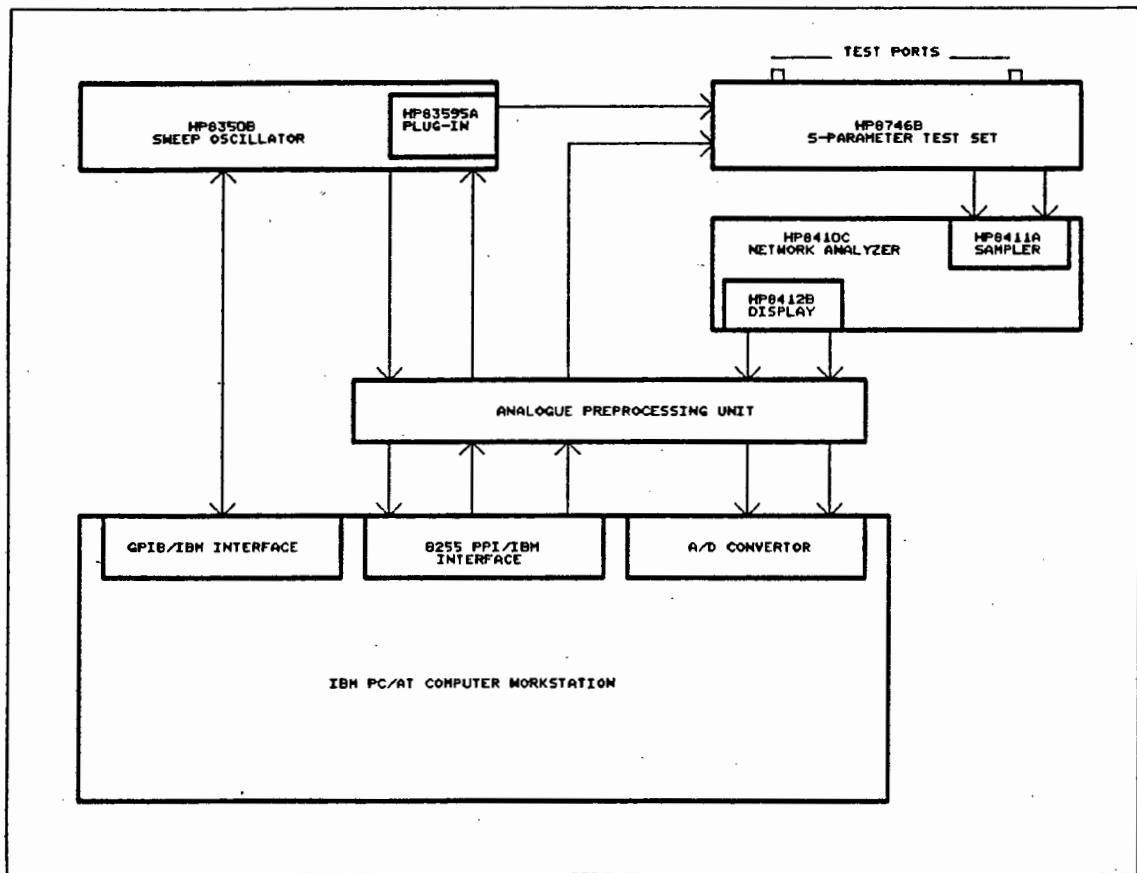 TEST PORTS
HP8350B
SWEEP OSCILLATOR
HP83595A
PLUG-IN
HP8746B
S-PARAMETER TEST SET
HP8410C
NETWORK ANALYZER
HP8411A
SAMPLER
HP8412B
DISPLAY
ANALOGUE PREPROCESSING UNIT
GPIB/IBM INTERFACE
8255 PPI/IBM
INTERFACE
A/D CONVERTOR
IBM PC/AT COMPUTER WORKSTATION